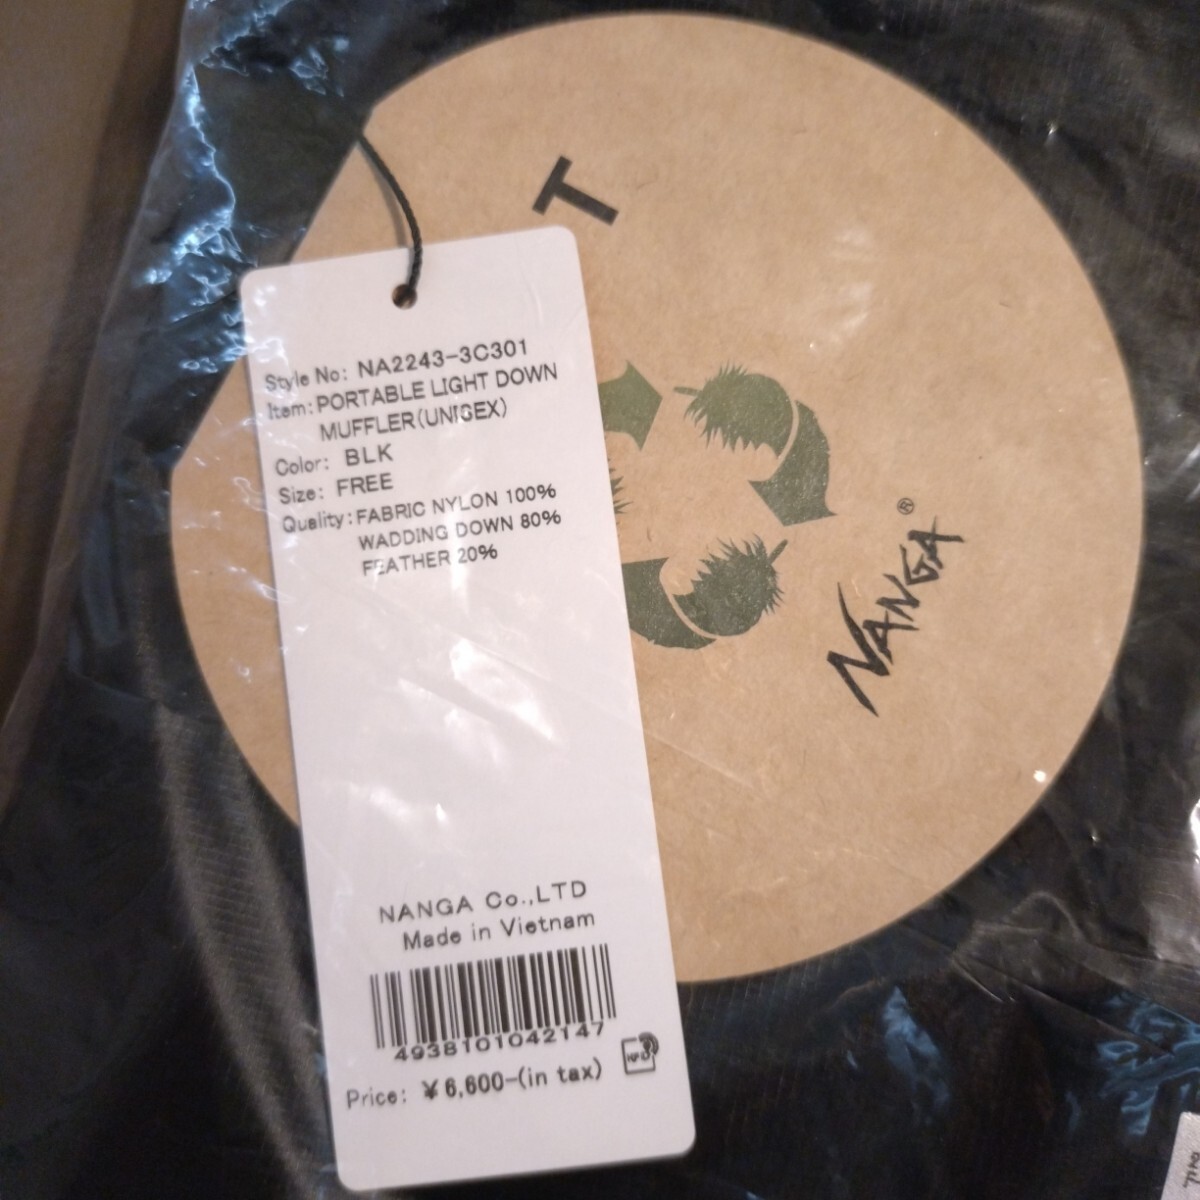 T
Style No: NA2243-3C301
Item: PORTABLE LIGHT DOWN
MUFFLER(UNISEX)
Color: BLK
Size: FREE
Quality: FABRIC NYLON 100%
WADDING DOWN 80%
FEATHER 20%
NANGA Co.,LTD
Made in Vietnam
4938101042147
Price: ¥6,600-(in tax)
NANGA®